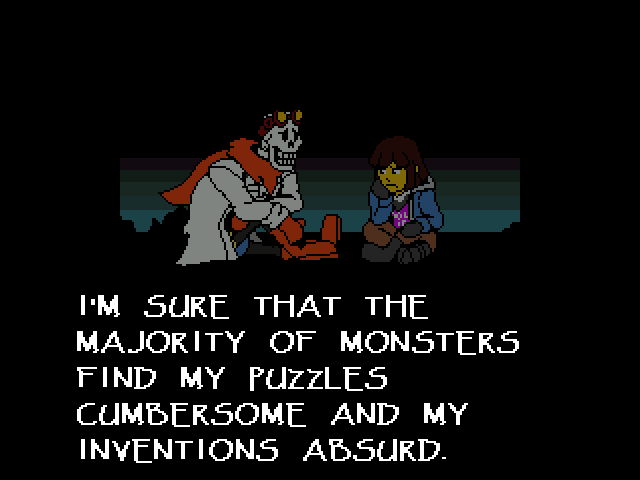 I'M SURE THAT THE
MAJORITY OF MONSTERS
FIND MY PUZZLES
CUMBERSOME AND MY
INVENTIONS ABSURD.